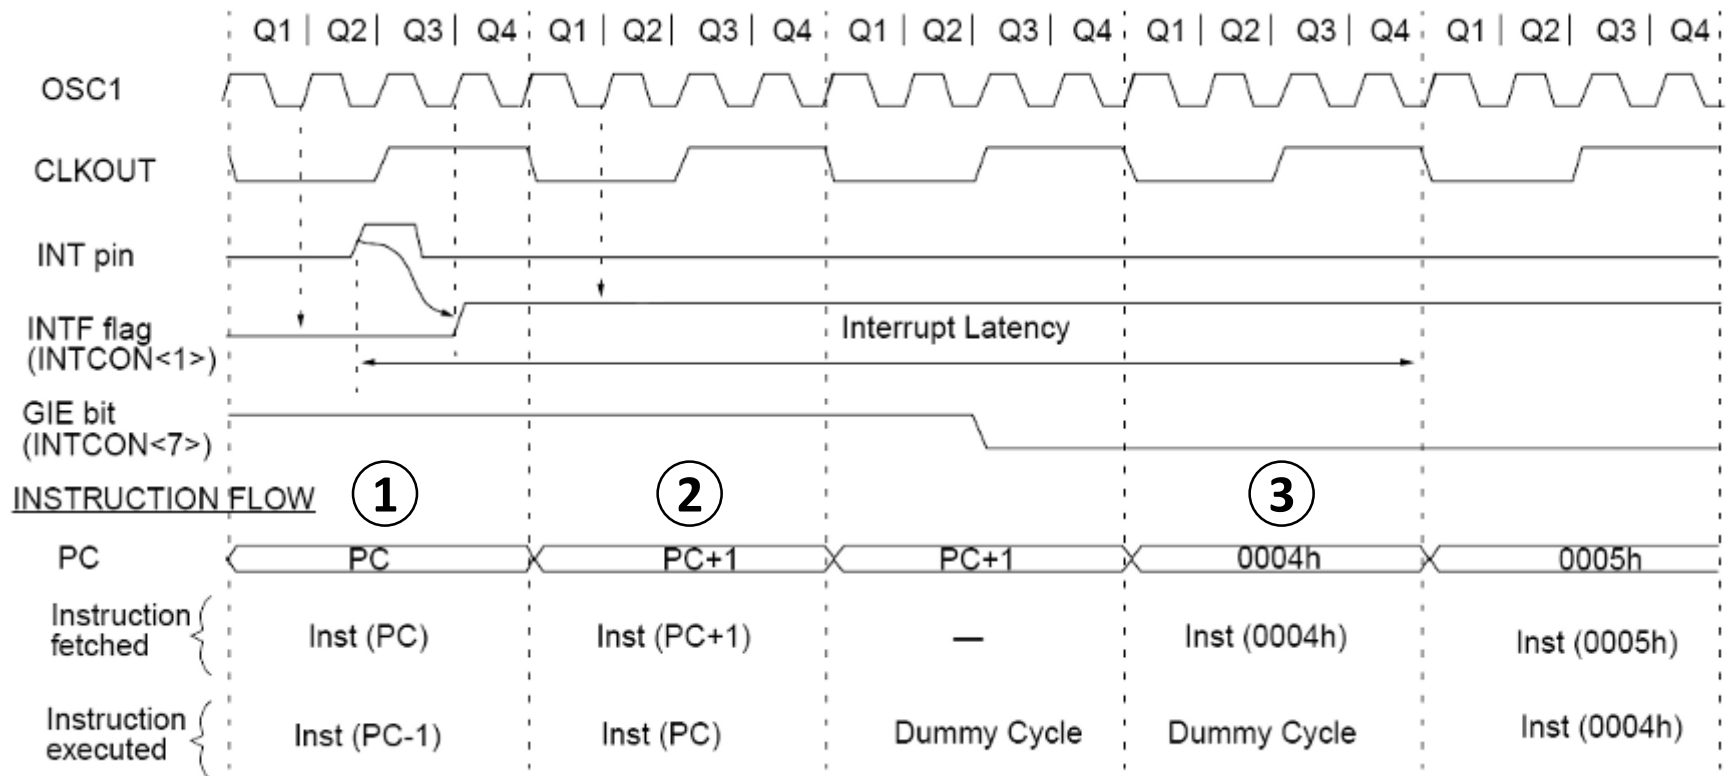 Q1 | Q2 | Q3 | Q4 Q1 | Q2 | Q3 | Q4 Q1 | Q2 | Q3 | Q4 Q1 | Q2 | Q3 | Q4 Q1 | Q2 | Q3 | Q4
OSC1
CLKOUT
INT pin
INTF flag
(INTCON<1>)
Interrupt Latency
GIE bit
(INTCON<7>)
1 2 3
INSTRUCTION FLOW
PC PC PC+1 PC+1 0004h 0005h
Instruction
fetched
Inst (PC) Inst (PC+1) — Inst (0004h) Inst (0005h)
Instruction
executed
Inst (PC-1) Inst (PC) Dummy Cycle Dummy Cycle Inst (0004h)